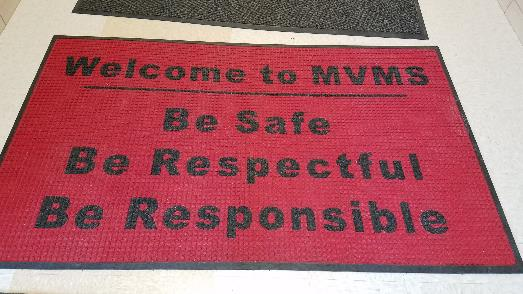 Welcome to MVMS
Be Safe
Be Respectful
Be Responsible